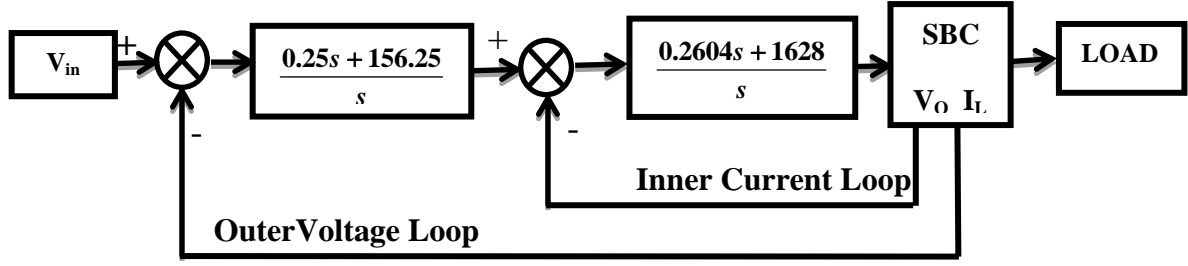 V_in
+
-
0.25s + 156.25
s
+
-
0.2604s + 1628
s
SBC
V_O I_L
LOAD
Inner Current Loop
OuterVoltage Loop